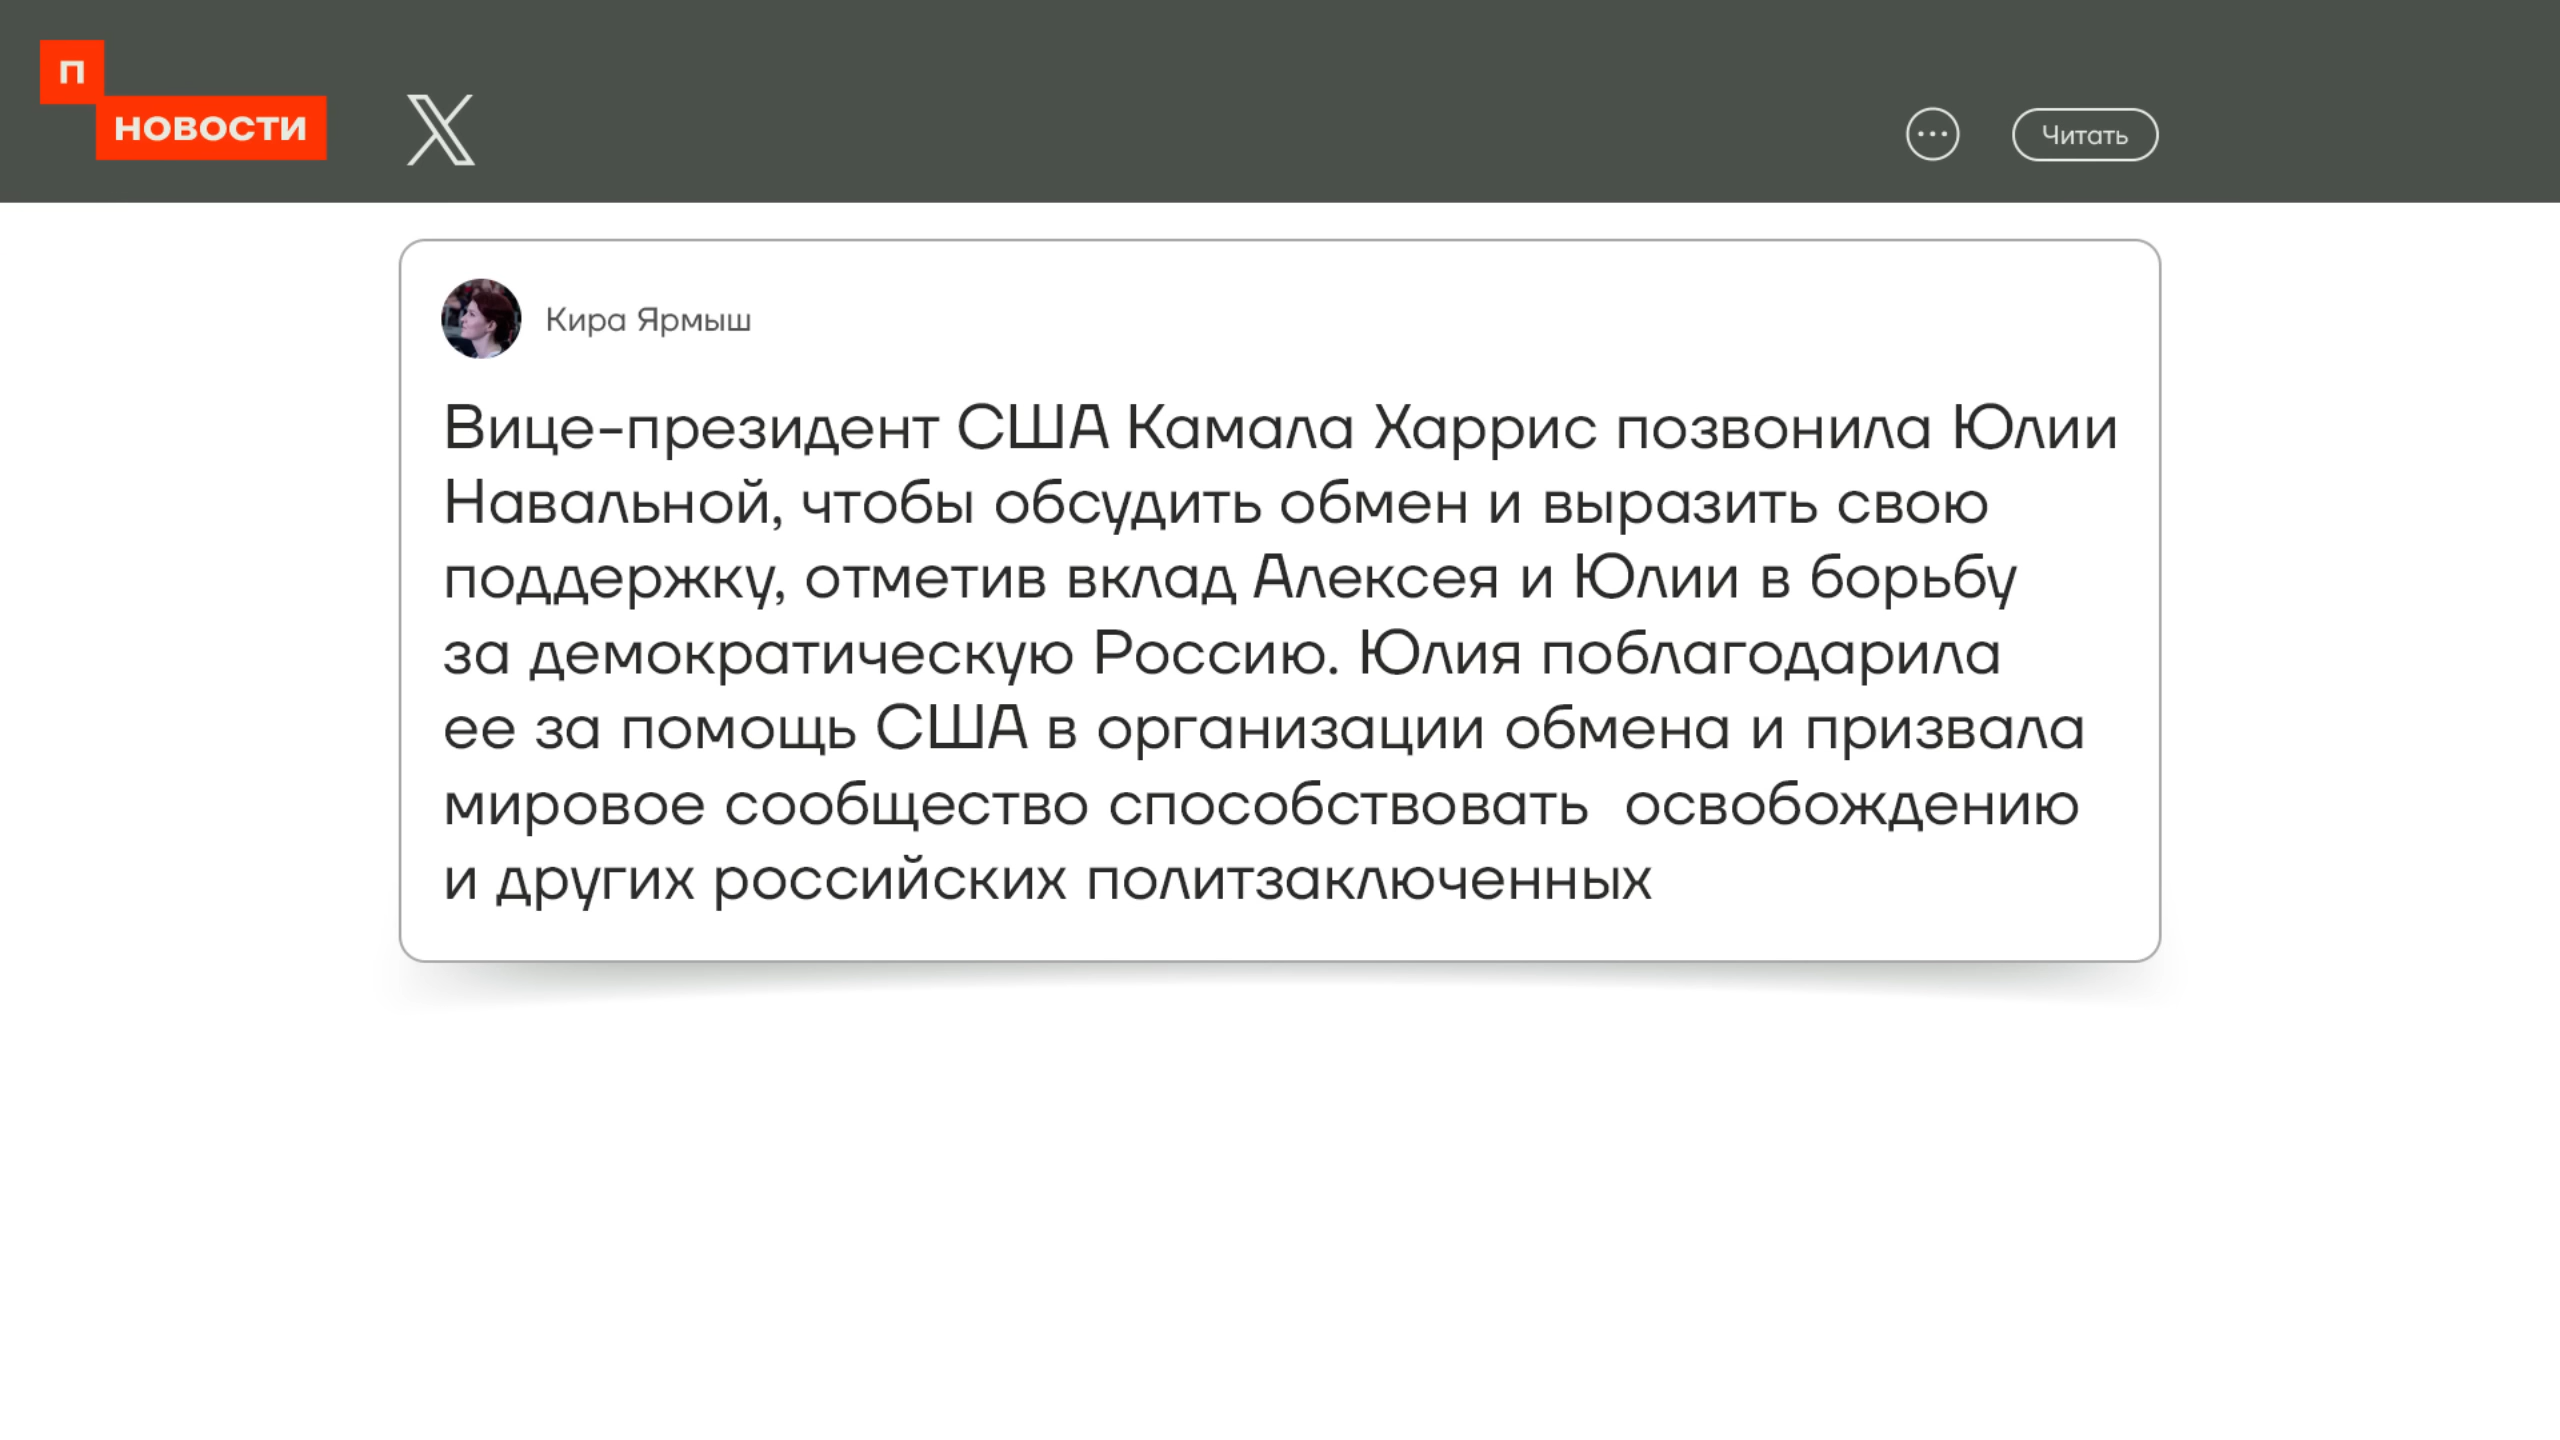 П
НОВОСТИ
Читать
Кира Ярмыш
Вице-президент США Камала Харрис позвонила Юлии
Навальной, чтобы обсудить обмен и выразить свою
поддержку, отметив вклад Алексея и Юлии в борьбу
за демократическую Россию. Юлия поблагодарила
ее за помощь США в организации обмена и призвала
мировое сообщество способствовать  освобождению
и других российских политзаключенных